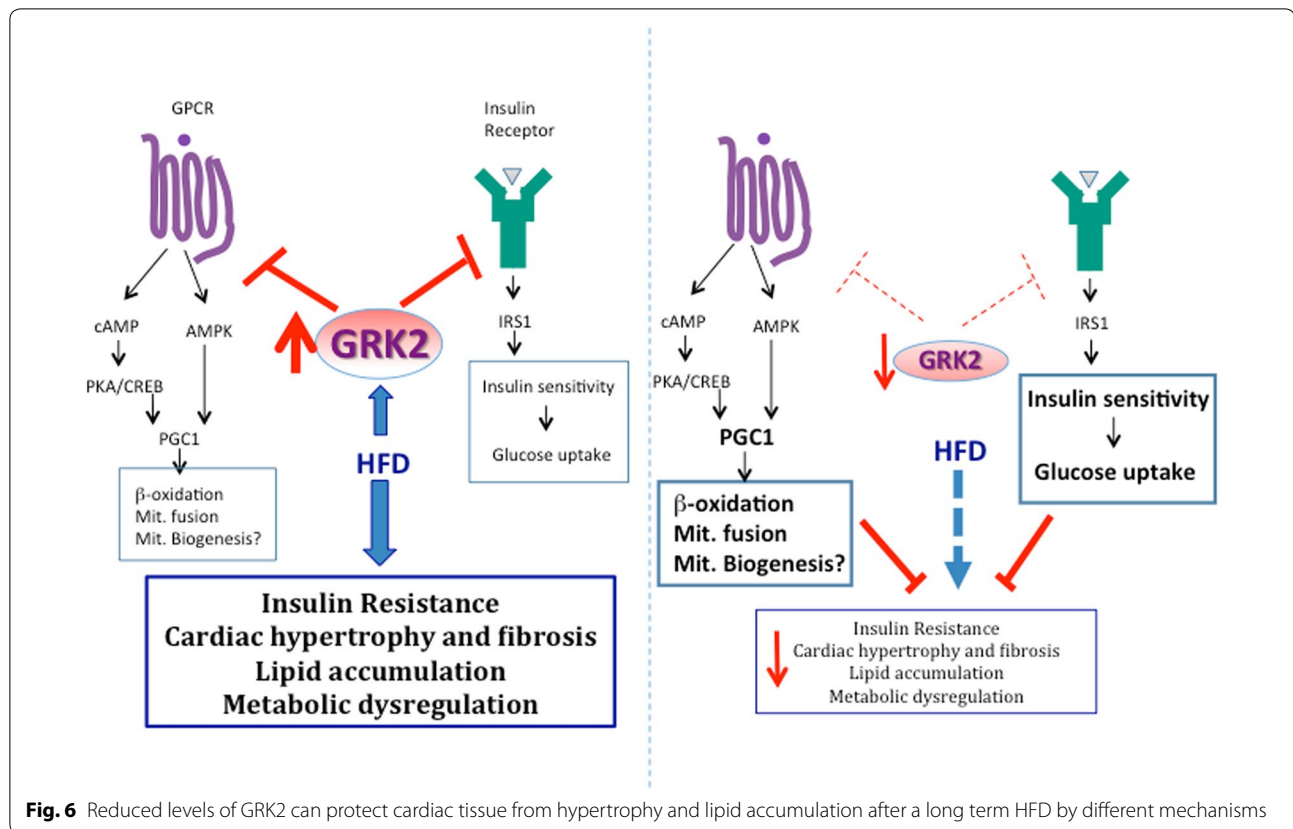 GPCR
Insulin
Receptor
cAMP
AMPK
PKA/CREB
PGC1
β-oxidation
Mit. fusion
Mit. Biogenesis?
GRK2
HFD
IRS1
Insulin sensitivity
Glucose uptake
Insulin Resistance
Cardiac hypertrophy and fibrosis
Lipid accumulation
Metabolic dysregulation
cAMP
AMPK
PKA/CREB
PGC1
β-oxidation
Mit. fusion
Mit. Biogenesis?
GRK2
HFD
IRS1
Insulin sensitivity
Glucose uptake
Insulin Resistance
Cardiac hypertrophy and fibrosis
Lipid accumulation
Metabolic dysregulation
Fig. 6 Reduced levels of GRK2 can protect cardiac tissue from hypertrophy and lipid accumulation after a long term HFD by different mechanisms